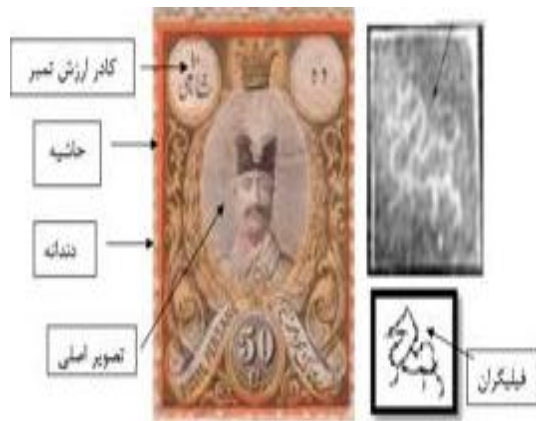 کادر ارزش تمبر
حاشیه
دندانه
تصویر اصلی
50
فیلیگران